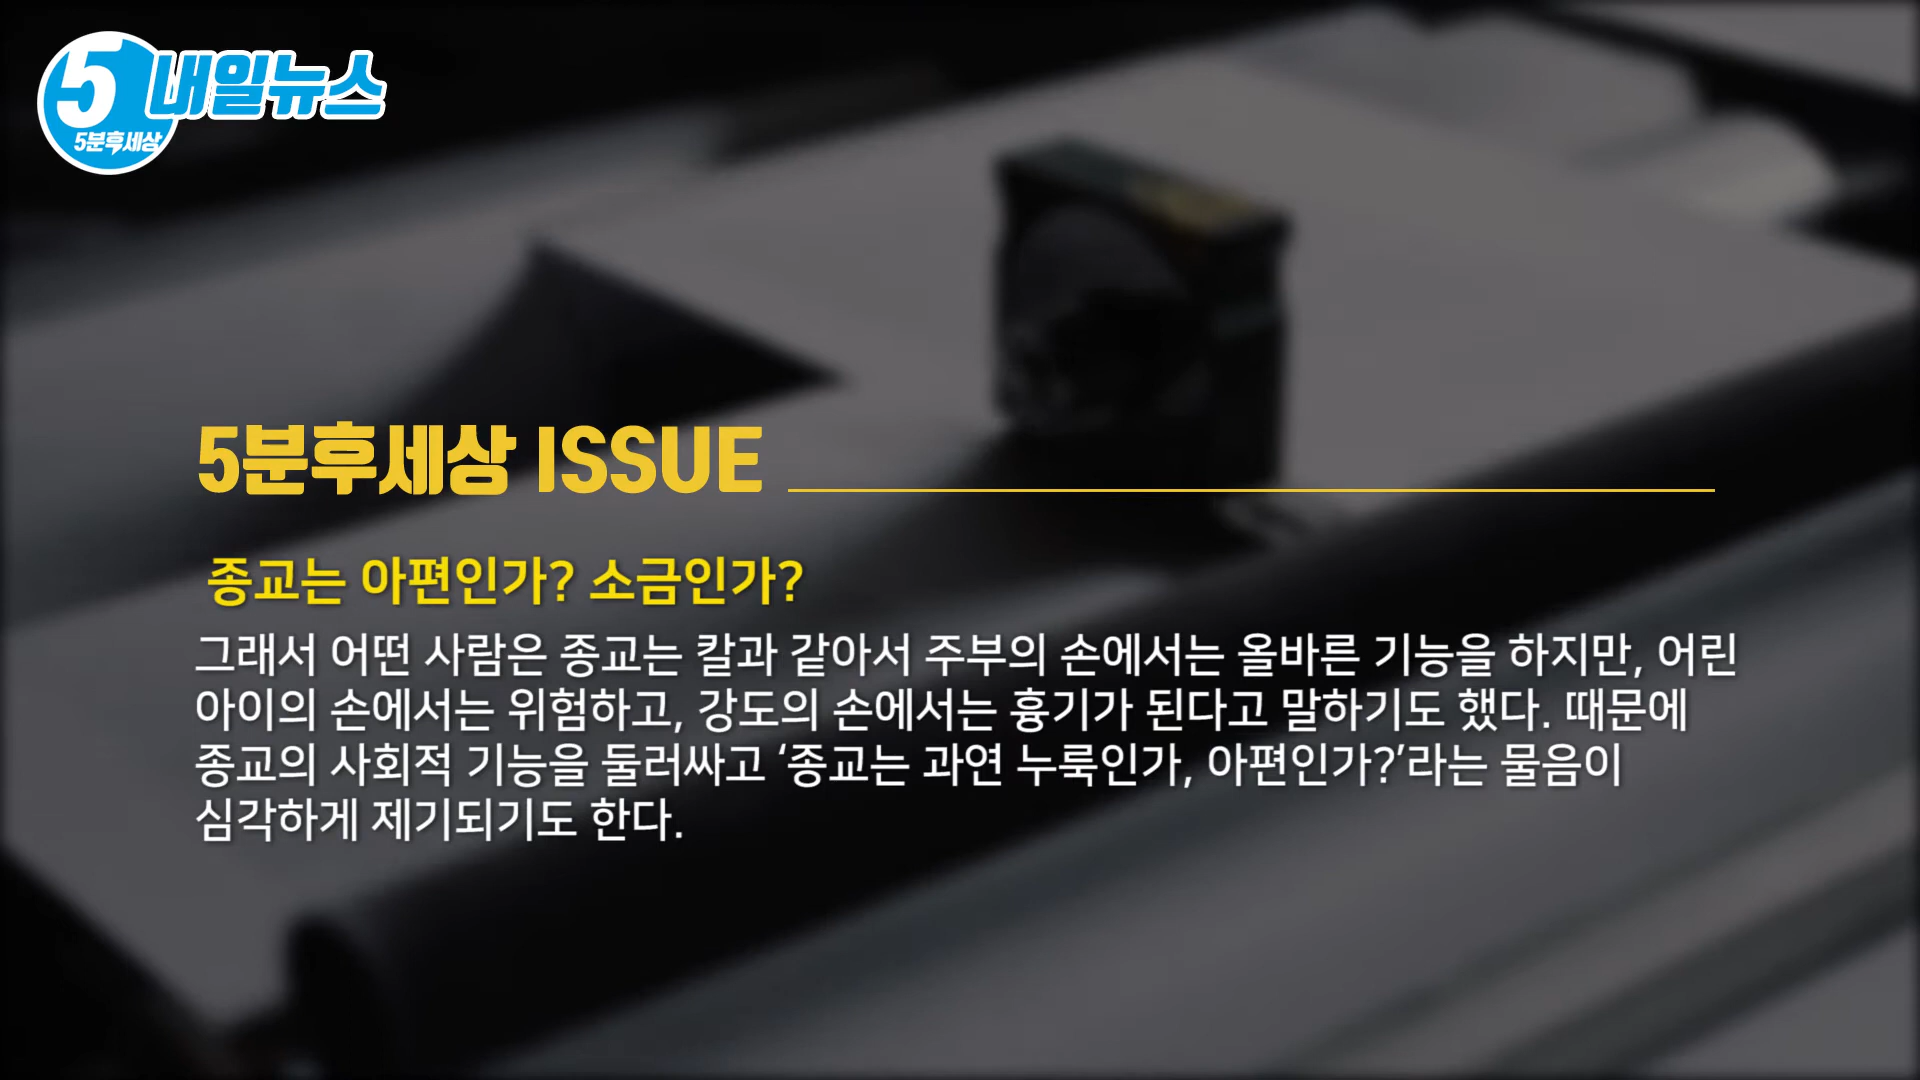 5 내일뉴스
5분후세상
5분후세상 ISSUE
종교는 아편인가? 소금인가?
그래서 어떤 사람은 종교는 칼과 같아서 주부의 손에서는 올바른 기능을 하지만, 어린
아이의 손에서는 위험하고, 강도의 손에서는 흉기가 된다고 말하기도 했다. 때문에
종교의 사회적 기능을 둘러싸고 ‘종교는 과연 누룩인가, 아편인가?’라는 물음이
심각하게 제기되기도 한다.